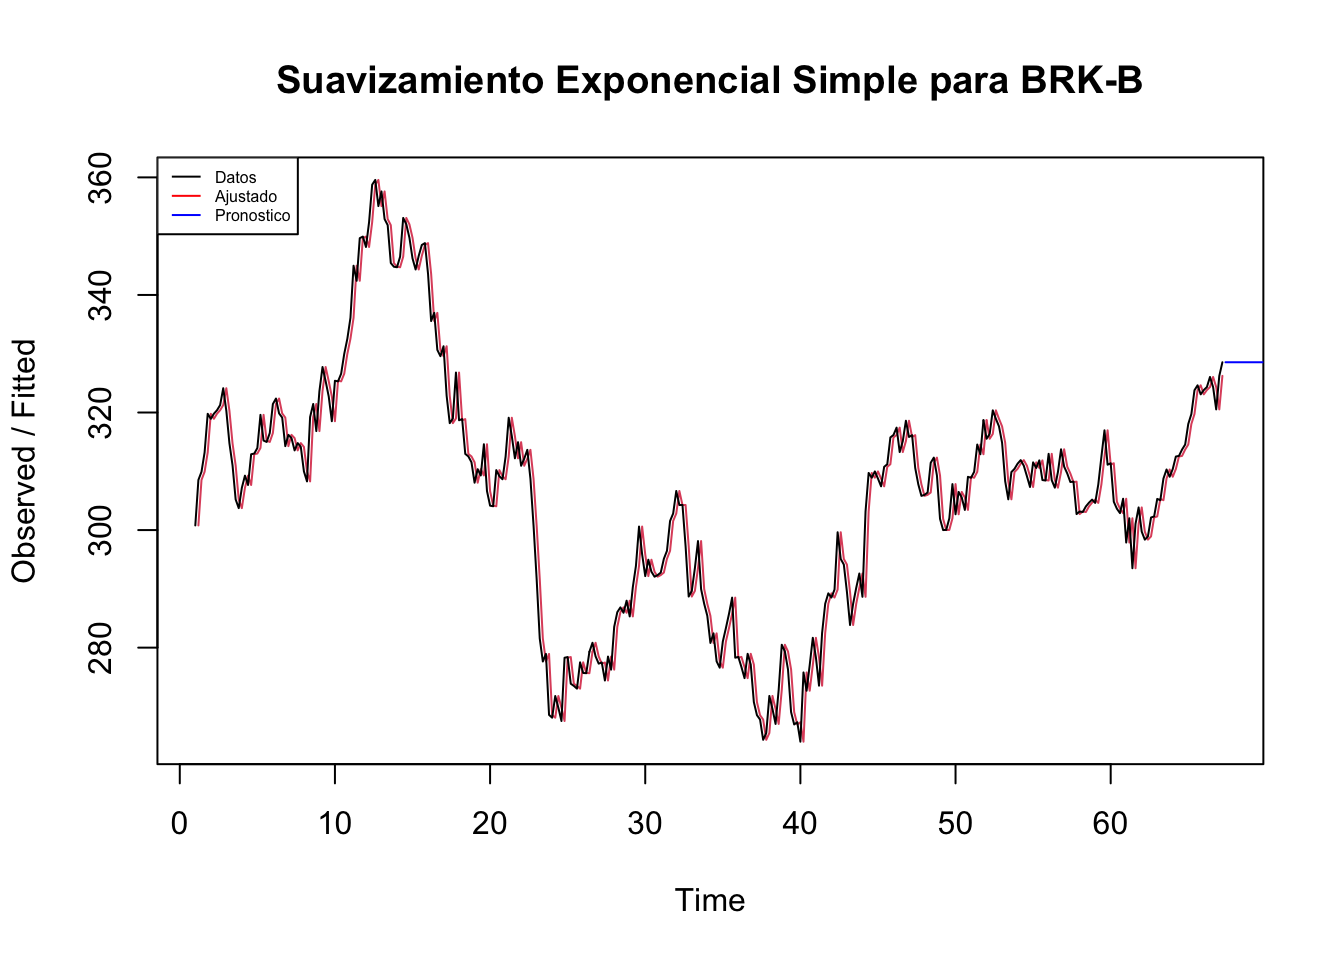 Suavizamiento Exponencial Simple para BRK-B
Datos
Ajustado
Pronostico
Observed / Fitted
360
340
320
300
280
0 10 20 30 40 50 60
Time